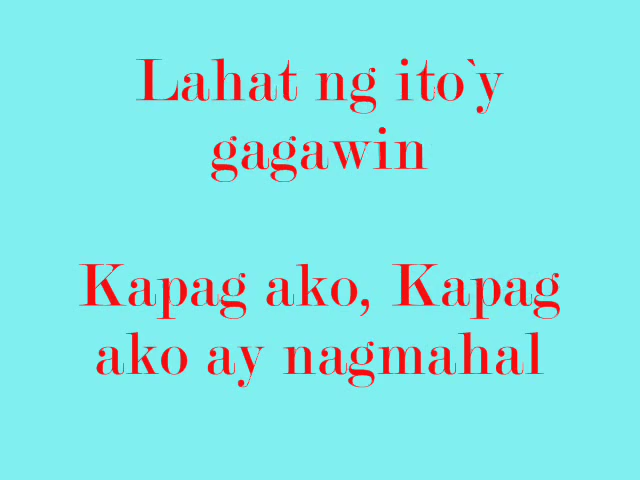 Lahat ng ito`y
gagawin
Kapag ako, Kapag
ako ay nagmahal